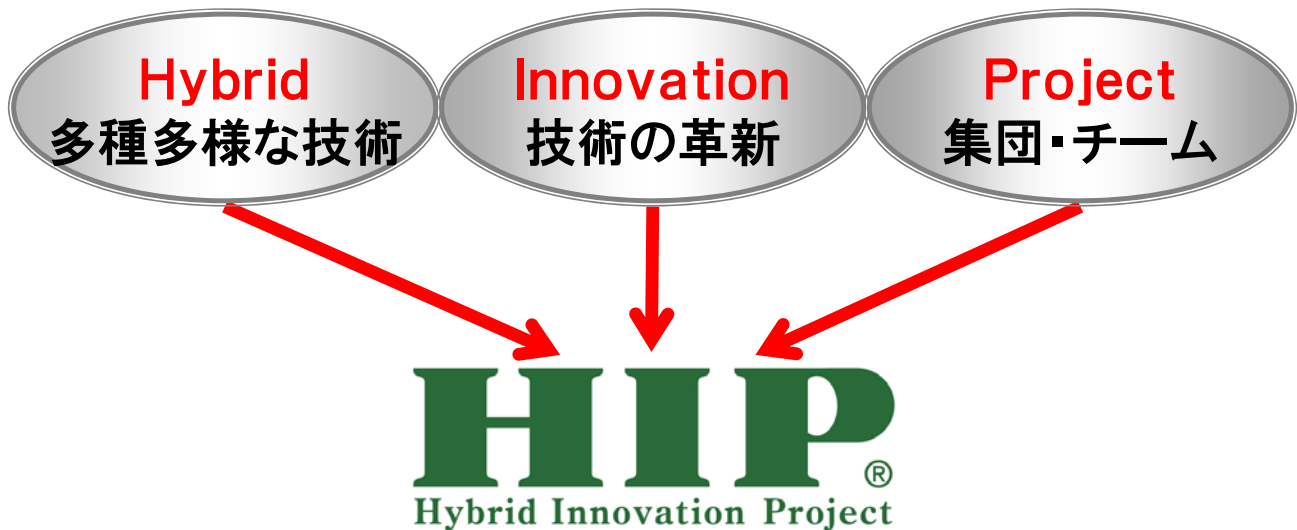 Hybrid
多種多様な技術
Innovation
技術の革新
Project
集団・チーム
HIP®
Hybrid Innovation Project